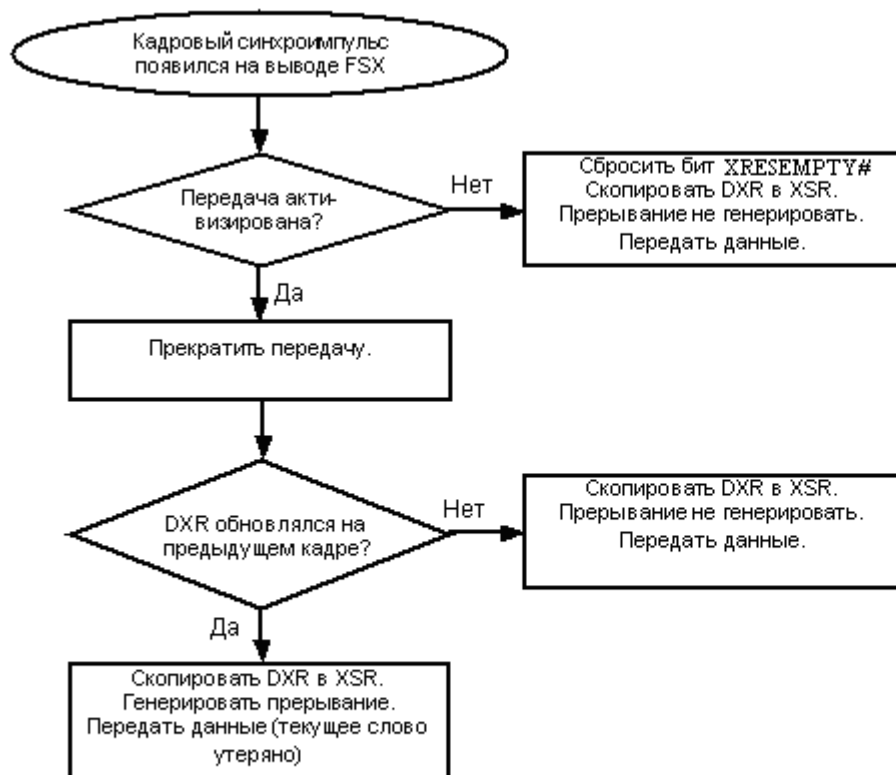 Кадровый синхроимпульс
появился на выводе FSX
Передача акти-
визирована?
Нет
Сбросить бит XRESEMPTY#
Скопировать DXR в XSR.
Прерывание не генерировать.
Передать данные.
Да
Прекратить передачу.
DXR обновлялся на
предыдущем кадре?
Нет
Скопировать DXR в XSR.
Прерывание не генерировать.
Передать данные.
Да
Скопировать DXR в XSR.
Генерировать прерывание.
Передать данные (текущее слово
утеряно)